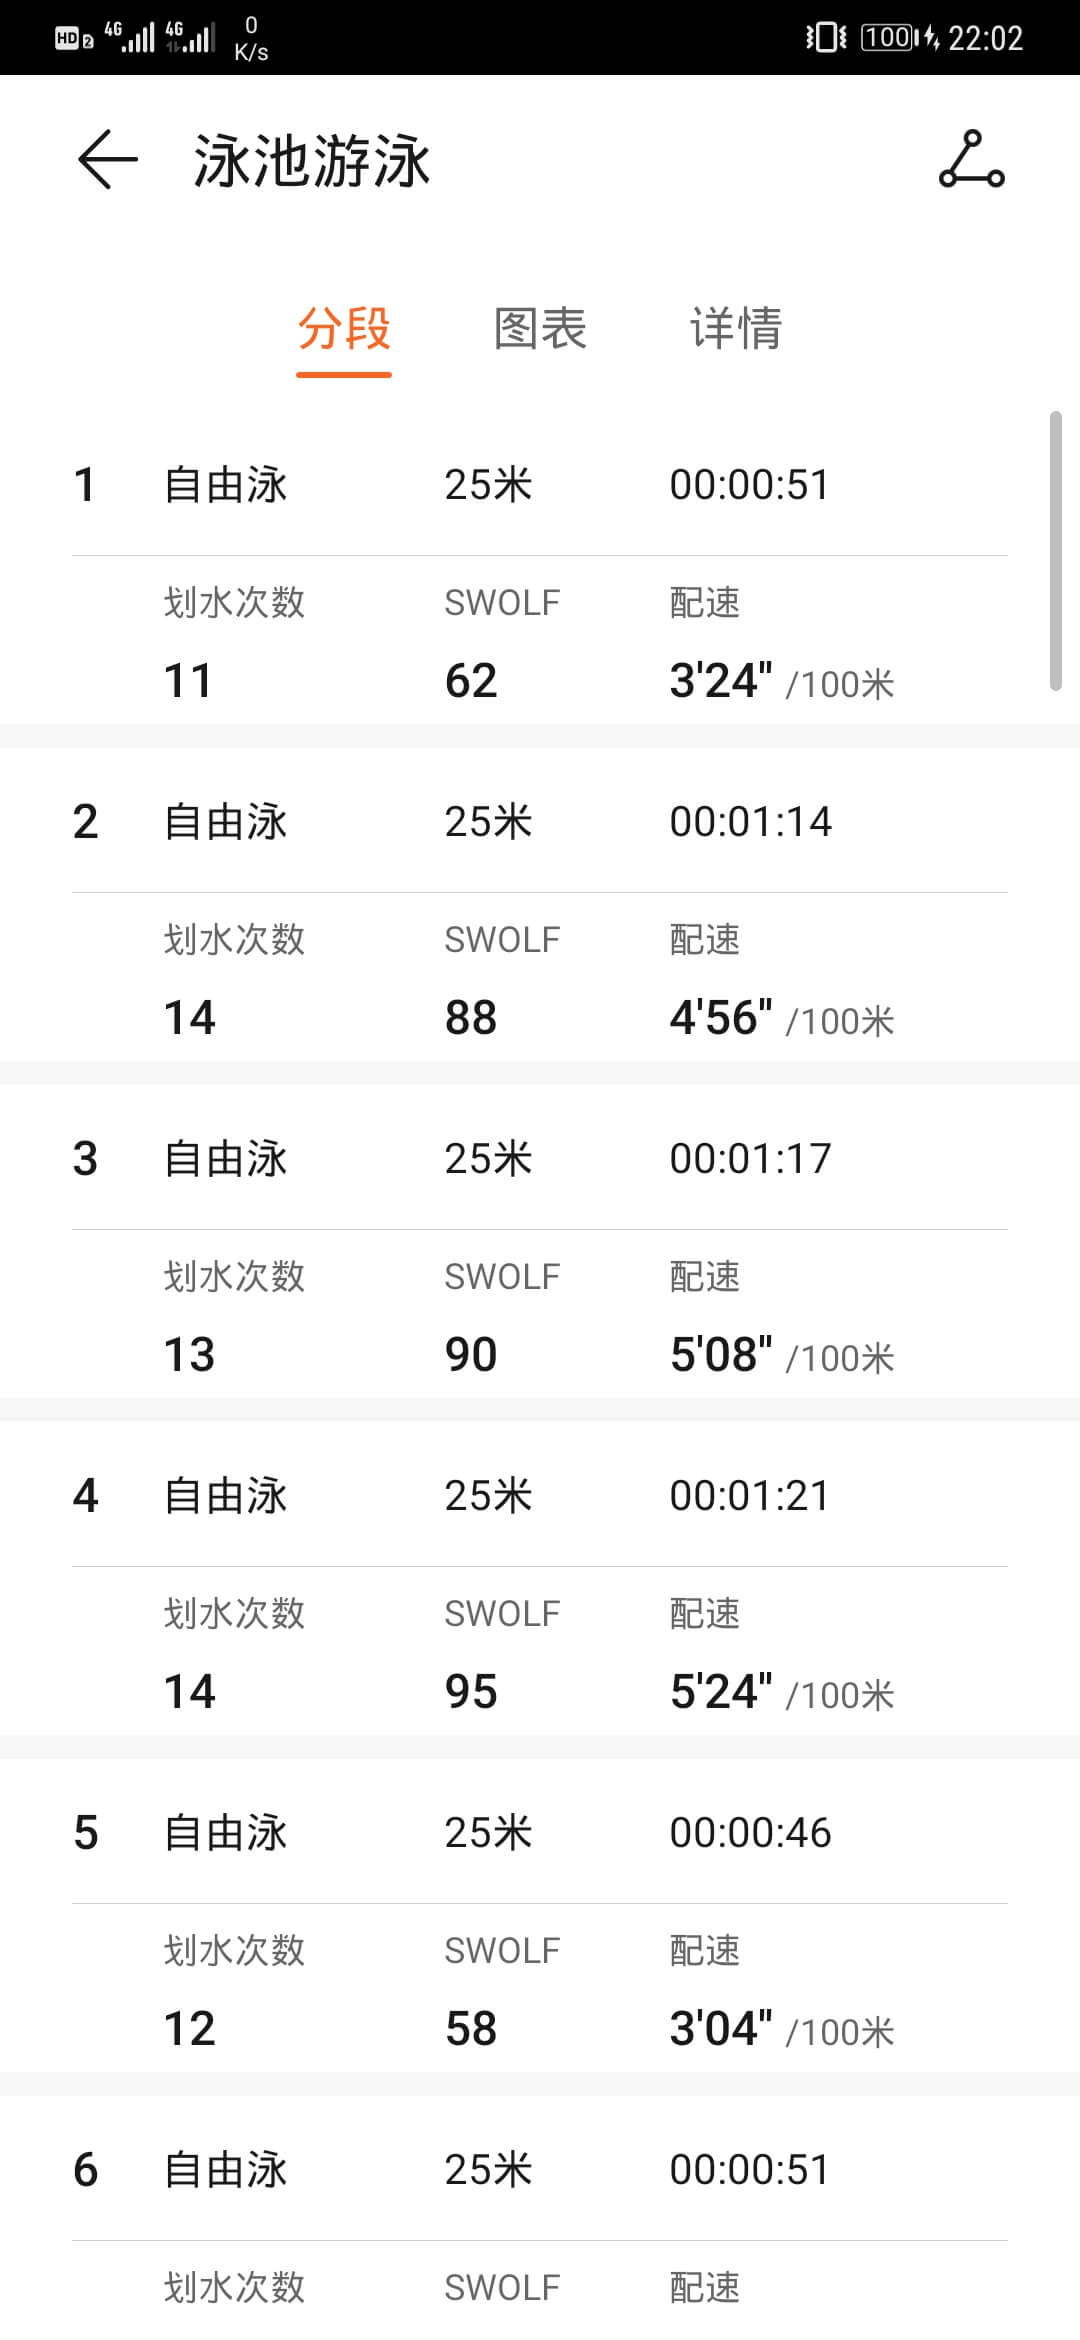 HD 2 4G 4G 0 K/s 100 22:02
泳池游泳
分段 图表 详情
1 自由泳 25米 00:00:51
划水次数 SWOLF 配速
11 62 3'24" /100米
2 自由泳 25米 00:01:14
划水次数 SWOLF 配速
14 88 4'56" /100米
3 自由泳 25米 00:01:17
划水次数 SWOLF 配速
13 90 5'08" /100米
4 自由泳 25米 00:01:21
划水次数 SWOLF 配速
14 95 5'24" /100米
5 自由泳 25米 00:00:46
划水次数 SWOLF 配速
12 58 3'04" /100米
6 自由泳 25米 00:00:51
划水次数 SWOLF 配速